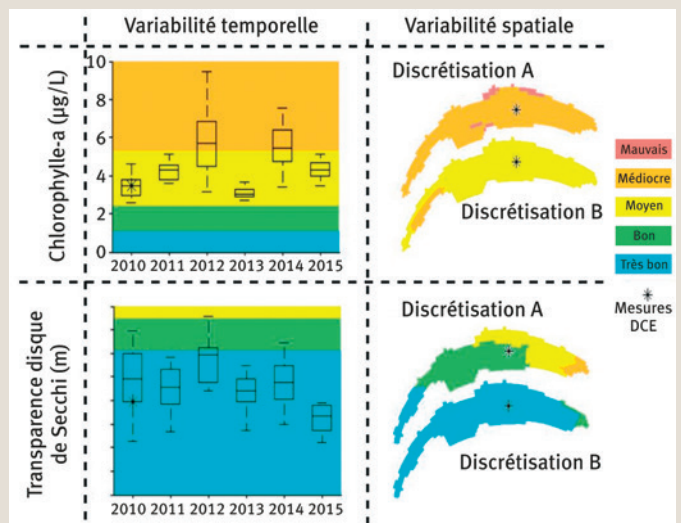 Variabilité temporelle
Variabilité spatiale
Chlorophylle-a (µg/L)
10
8
6
4
2
0
2010 2011 2012 2013 2014 2015
Discrétisation A
Discrétisation B
Mauvais
Médiocre
Moyen
Bon
Très bon
Mesures
DCE
Transparence disque
de Secchi (m)
2010 2011 2012 2013 2014 2015
Discrétisation A
Discrétisation B